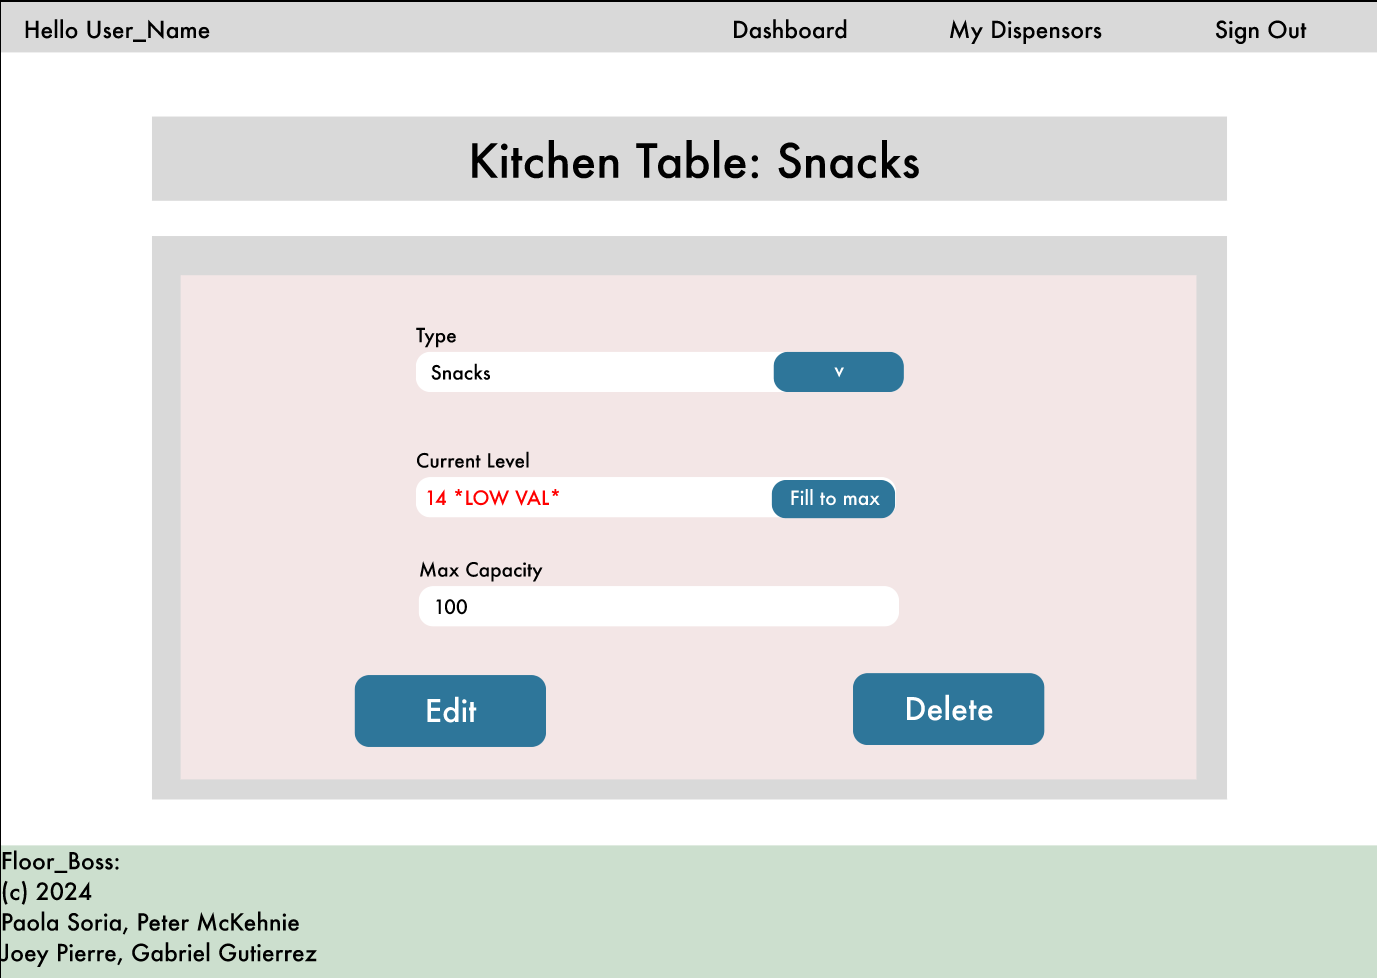 Hello User_Name Dashboard My Dispensors Sign Out
Kitchen Table: Snacks
Type
Snacks v
Current Level
14 *LOW VAL* Fill to max
Max Capacity
100
Edit Delete
Floor_Boss:
(c) 2024
Paola Soria, Peter McKehnie
Joey Pierre, Gabriel Gutierrez